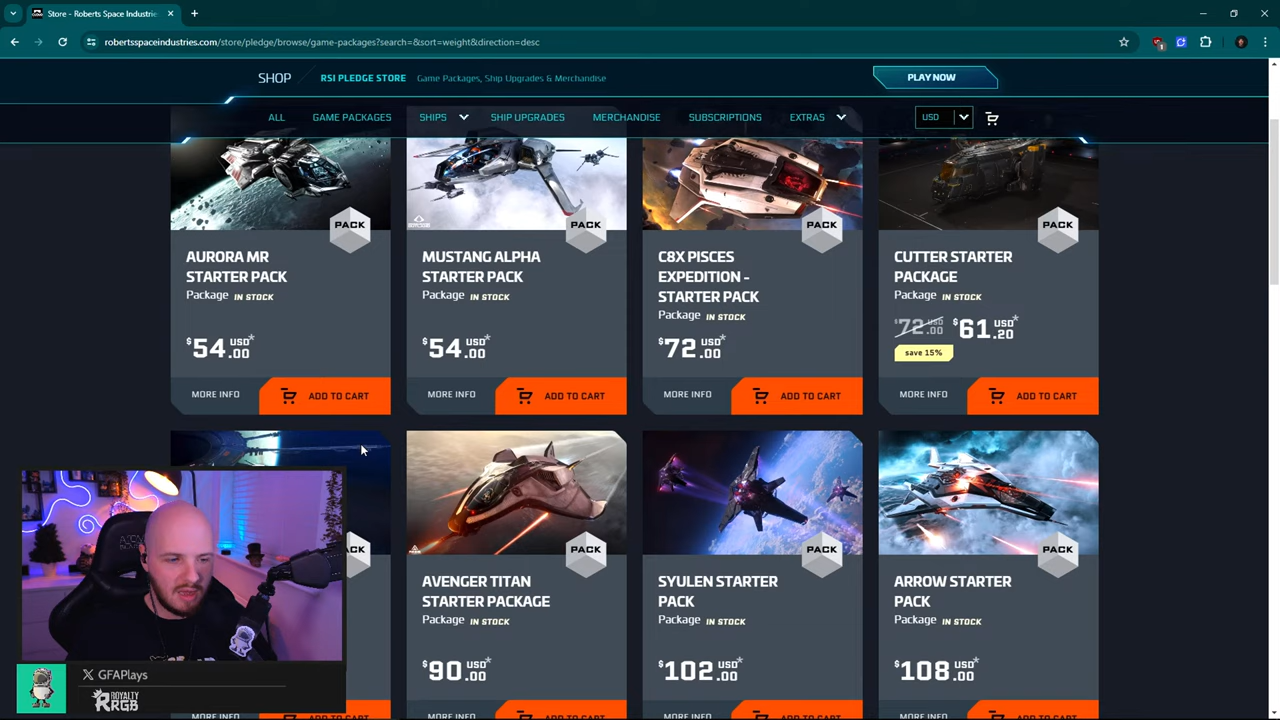 Store - Roberts Space Industrie
robertsspaceindustries.com/store/pledge/browse/game-packages?search=&sort=weight&direction=desc
SHOP
RSI PLEDGE STORE
Game Packages, Ship Upgrades & Merchandise
PLAY NOW
ALL
GAME PACKAGES
SHIPS
SHIP UPGRADES
MERCHANDISE
SUBSCRIPTIONS
EXTRAS
USD
PACK
PACK
PACK
PACK
AURORA MR
STARTER PACK
Package IN STOCK
$54.00 USD*
MORE INFO
ADD TO CART
MUSTANG ALPHA
STARTER PACK
Package IN STOCK
$54.00 USD*
MORE INFO
ADD TO CART
C8X PISCES
EXPEDITION -
STARTER PACK
Package IN STOCK
$72.00 USD*
MORE INFO
ADD TO CART
CUTTER STARTER
PACKAGE
Package IN STOCK
$72.00 USD $61.20 USD*
save 15%
MORE INFO
ADD TO CART
PACK
PACK
PACK
AVENGER TITAN
STARTER PACKAGE
Package IN STOCK
$90.00 USD*
SYULEN STARTER
PACK
Package IN STOCK
$102.00 USD*
ARROW STARTER
PACK
Package IN STOCK
$108.00 USD*
X GFAPlays
ROYALTY
RGB